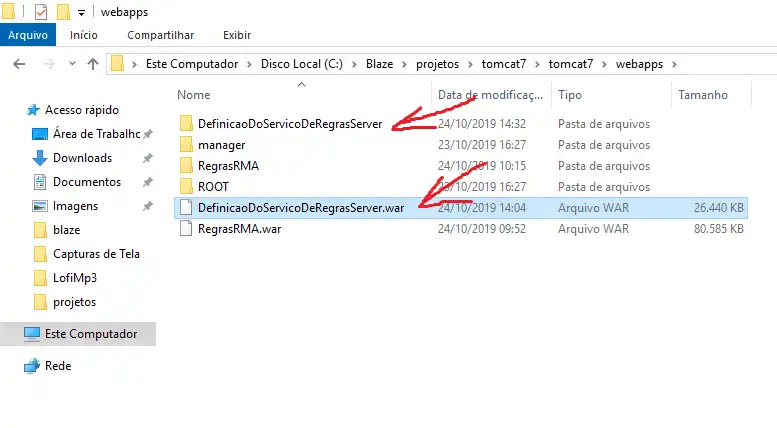 webapps
Arquivo Início Compartilhar Exibir
Este Computador Disco Local (C:) Blaze projetos tomcat7 tomcat7 webapps
Nome Data de modificaç... Tipo Tamanho
Acesso rápido
Área de Trabalho
Downloads
Documentos
Imagens
blaze
Capturas de Tela
LofiMp3
projetos
Este Computador
Rede
DefinicaoDoServicoDeRegrasServer 24/10/2019 14:32 Pasta de arquivos
manager 23/10/2019 16:27 Pasta de arquivos
RegrasRMA 24/10/2019 10:15 Pasta de arquivos
ROOT 23/10/2019 16:27 Pasta de arquivos
DefinicaoDoServicoDeRegrasServer.war 24/10/2019 14:04 Arquivo WAR 26.440 KB
RegrasRMA.war 24/10/2019 09:52 Arquivo WAR 80.585 KB